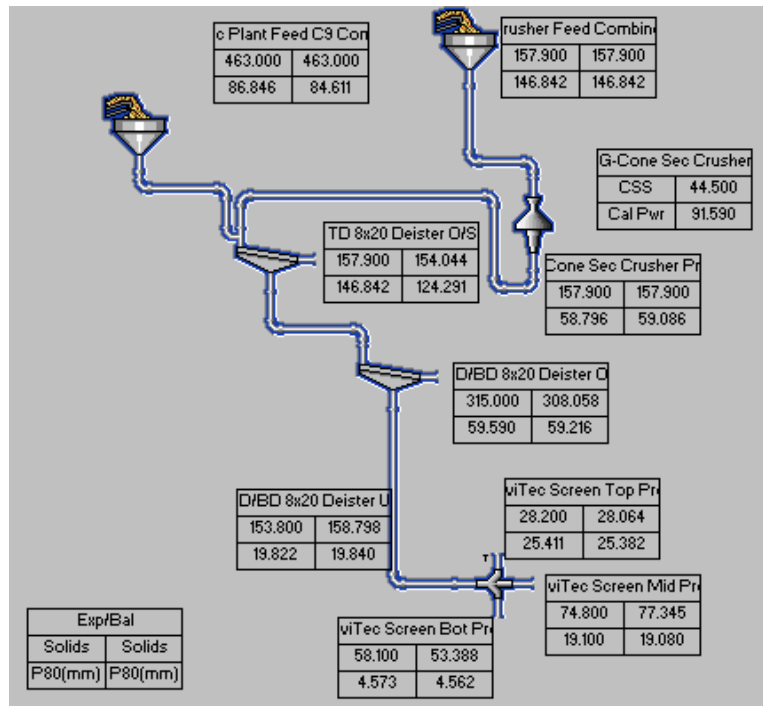 c Plant Feed C9 Con
463.000 463.000
86.846 84.611
rusher Feed Combine
157.900 157.900
146.842 146.842
G-Cone Sec Crusher
CSS 44.500
Cal Pwr 91.590
TD 8x20 Deister O/S
157.900 154.044
146.842 124.291
Cone Sec Crusher Pr
157.900 157.900
58.796 59.086
D/BD 8x20 Deister O
315.000 308.058
59.590 59.216
D/BD 8x20 Deister U
153.800 158.798
19.822 19.840
viTec Screen Top Pro
28.200 28.064
25.411 25.382
T
viTec Screen Mid Pro
74.800 77.345
19.100 19.080
viTec Screen Bot Pro
58.100 53.388
4.573 4.562
Exp/Bal
Solids Solids
P80(mm) P80(mm)